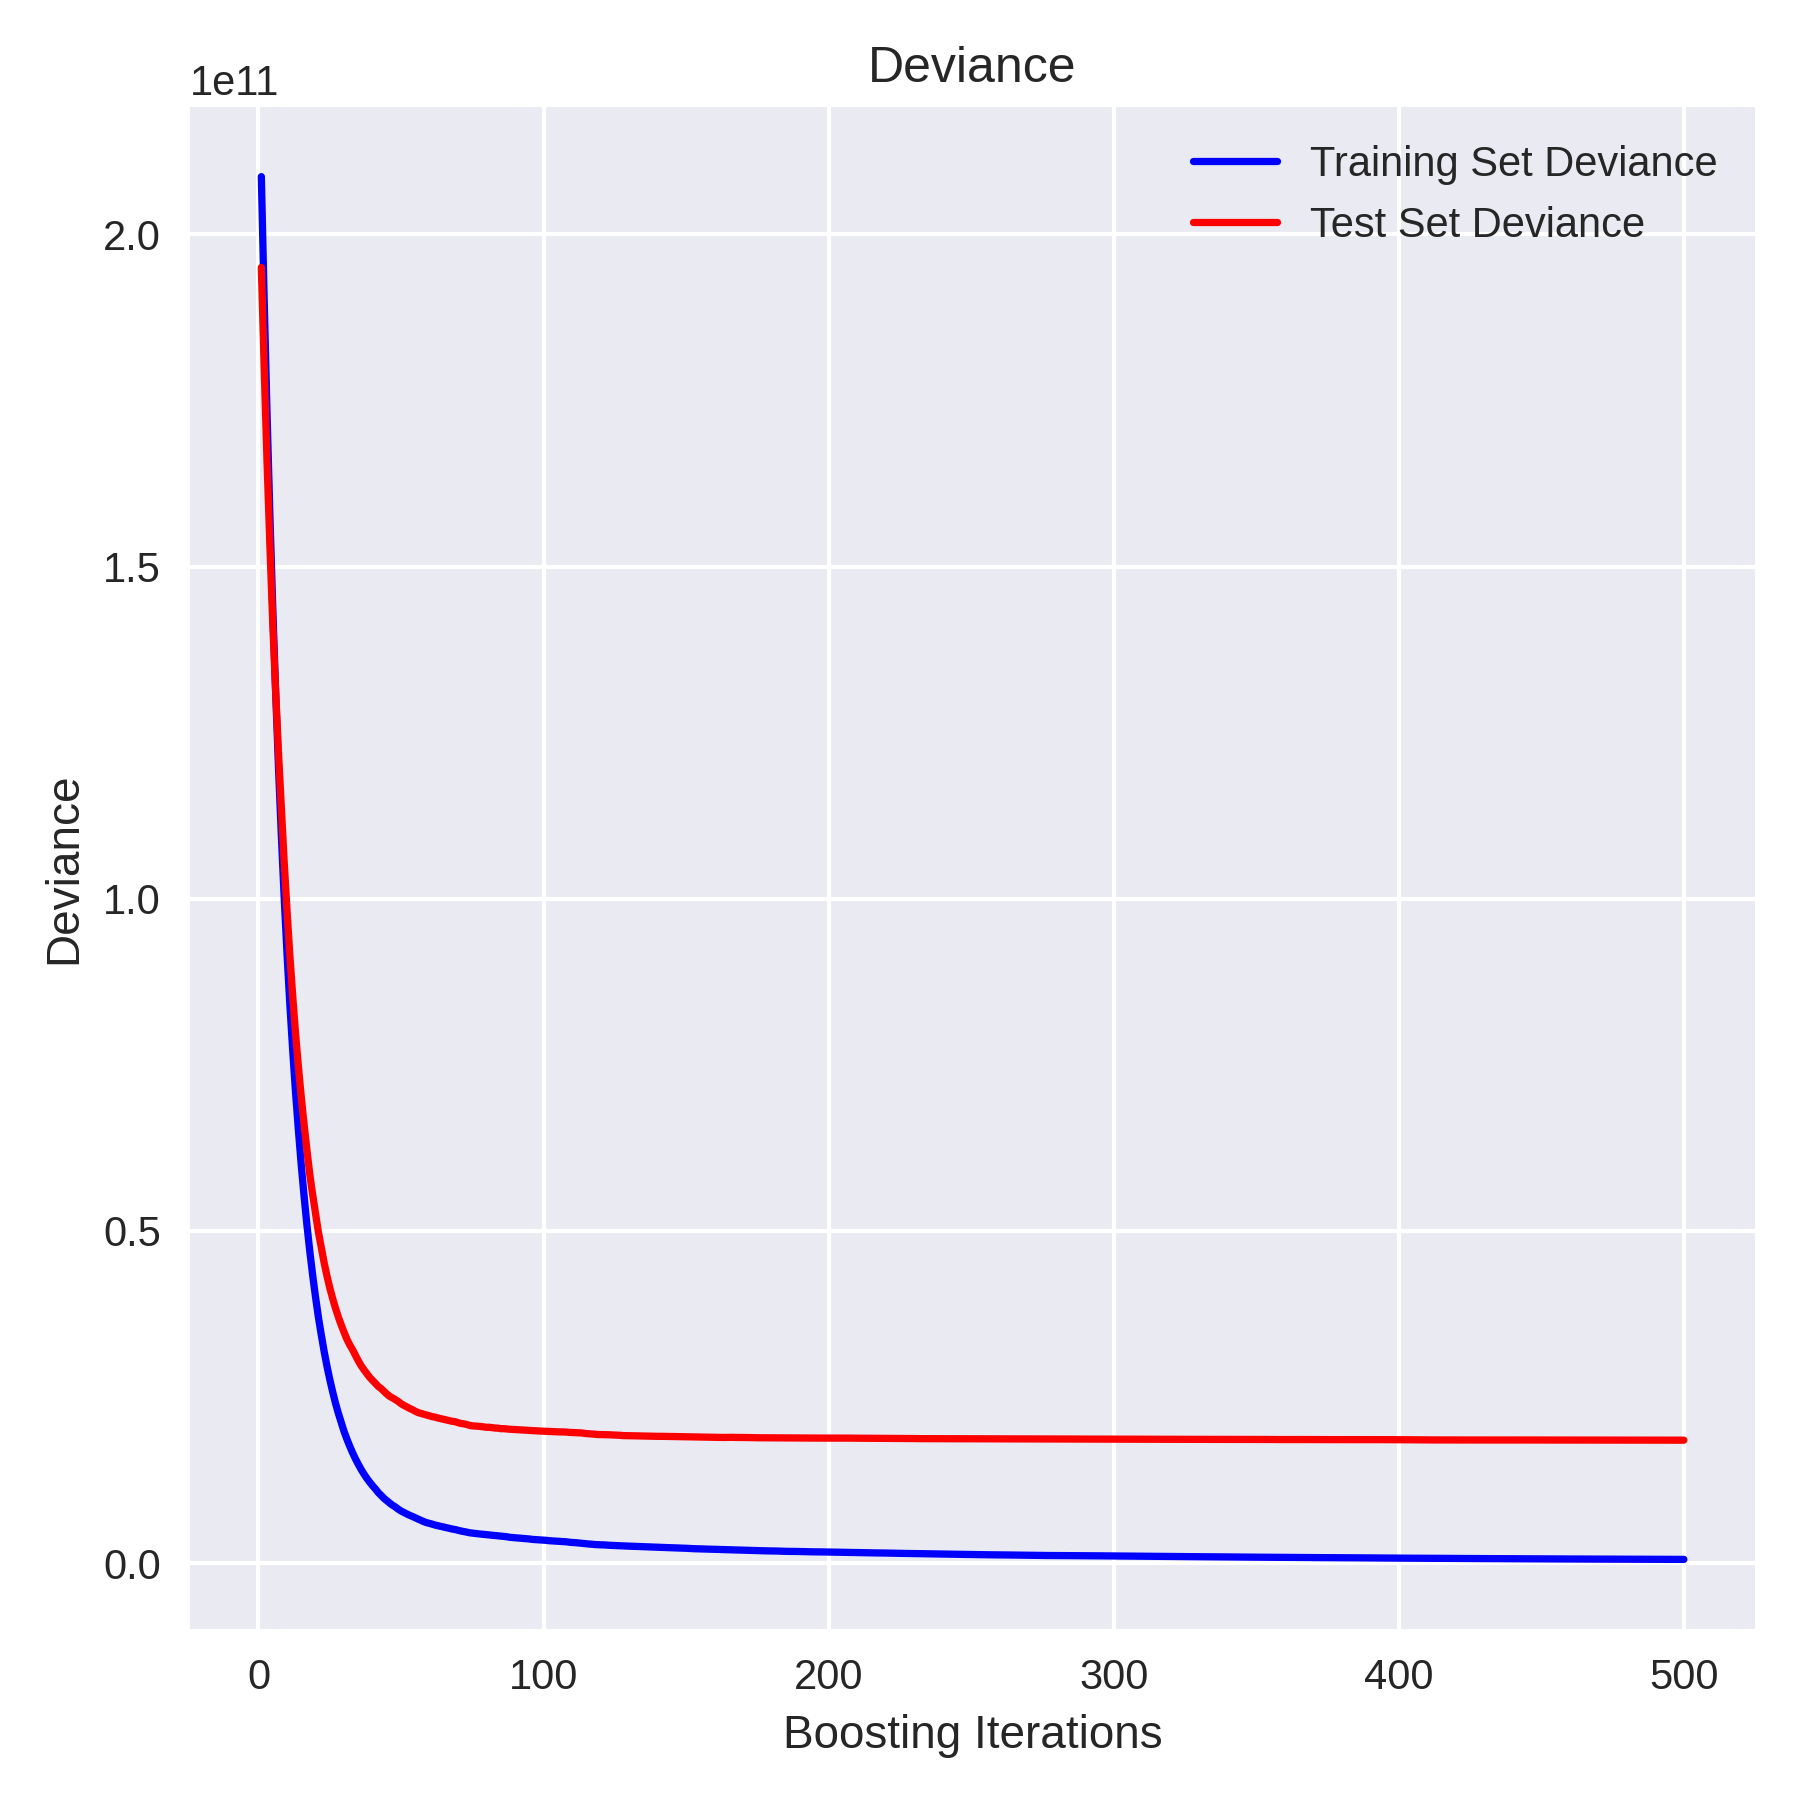 Deviance
1e11
Training Set Deviance
Test Set Deviance
2.0
1.5
1.0
0.5
0.0
Deviance
0 100 200 300 400 500
Boosting Iterations